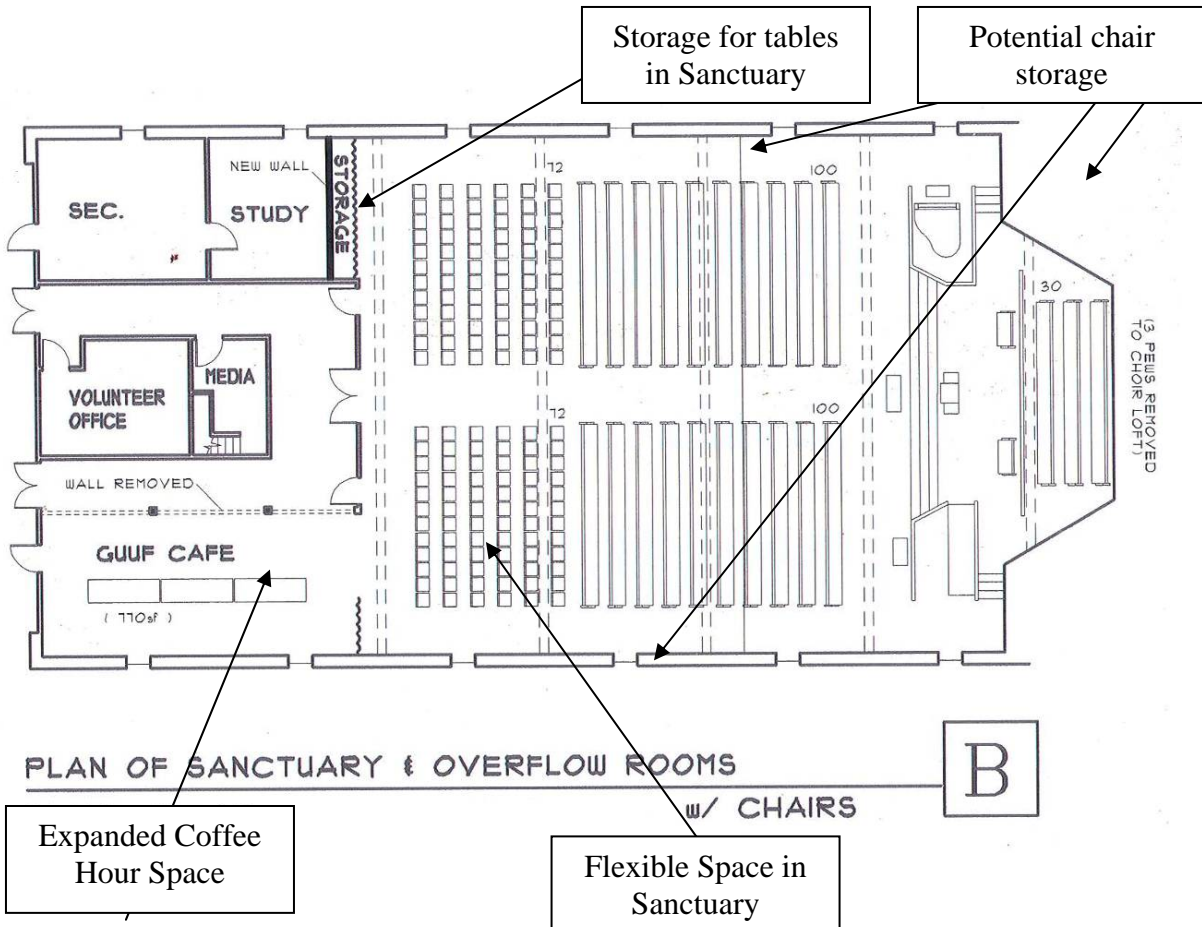 Storage for tables
in Sanctuary
Potential chair
storage
NEW WALL
STORAGE
SEC.
STUDY
72
100
30
(3 PEWS REMOVED
TO CHOIR LOFT)
MEDIA
VOLUNTEER
OFFICE
72
100
WALL REMOVED
GUUF CAFE
(770sf)
PLAN OF SANCTUARY & OVERFLOW ROOMS
w/ CHAIRS
B
Expanded Coffee
Hour Space
Flexible Space in
Sanctuary